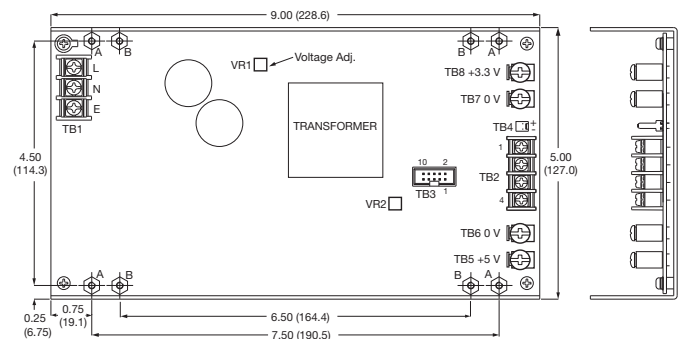 9.00 (228.6)
A B
B A
VR1 Voltage Adj.
L
N
E
TB1
TB8 +3.3 V
TB7 0 V
TB4 + -
TRANSFORMER
4.50
(114.3)
5.00
(127.0)
10 2
1
TB3
1
TB2
4
VR2
TB6 0 V
TB5 +5 V
A B
B A
0.75
(19.1)
0.25
(6.75)
6.50 (164.4)
7.50 (190.5)